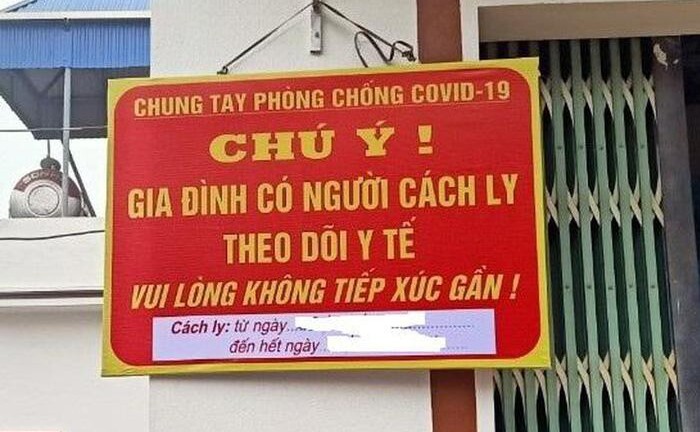 CHUNG TAY PHÒNG CHỐNG COVID-19
CHÚ Ý !
GIA ĐÌNH CÓ NGƯỜI CÁCH LY
THEO DÕI Y TẾ
VUI LÒNG KHÔNG TIẾP XÚC GẦN !
Cách ly: từ ngày...
đến hết ngày ...